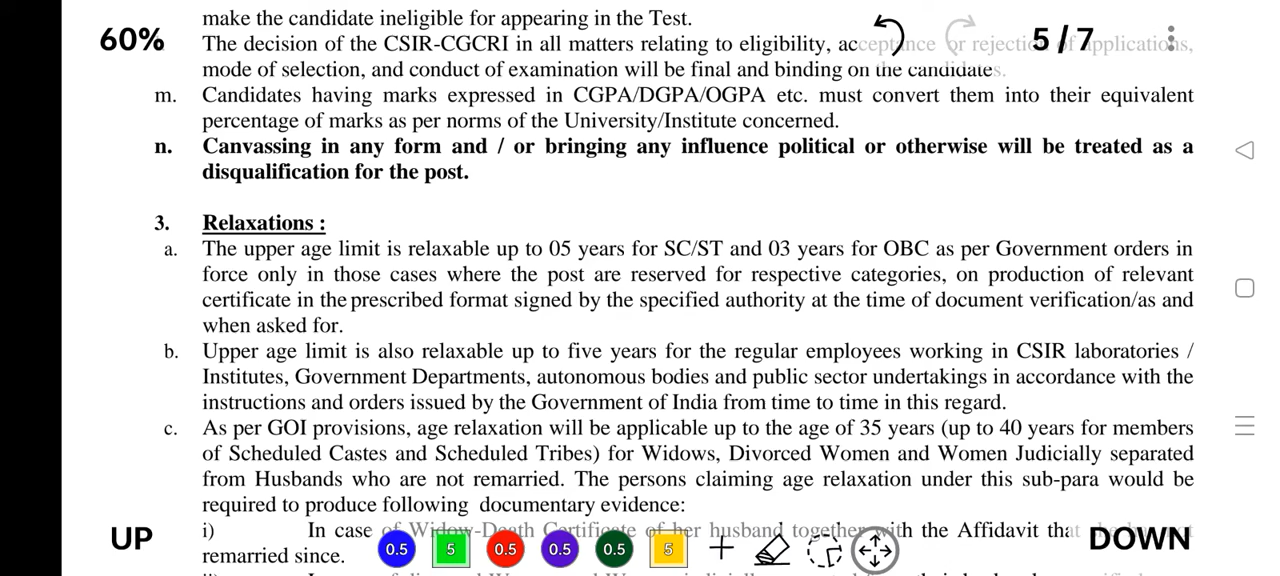 make the candidate ineligible for appearing in the Test.
60%
5 / 7
The decision of the CSIR-CGCRI in all matters relating to eligibility, acceptance or rejection of applications,
mode of selection, and conduct of examination will be final and binding on the candidates.
m. Candidates having marks expressed in CGPA/DGPA/OGPA etc. must convert them into their equivalent
percentage of marks as per norms of the University/Institute concerned.
n. Canvassing in any form and / or bringing any influence political or otherwise will be treated as a
disqualification for the post.
3. Relaxations :
a. The upper age limit is relaxable up to 05 years for SC/ST and 03 years for OBC as per Government orders in
force only in those cases where the post are reserved for respective categories, on production of relevant
certificate in the prescribed format signed by the specified authority at the time of document verification/as and
when asked for.
b. Upper age limit is also relaxable up to five years for the regular employees working in CSIR laboratories /
Institutes, Government Departments, autonomous bodies and public sector undertakings in accordance with the
instructions and orders issued by the Government of India from time to time in this regard.
c. As per GOI provisions, age relaxation will be applicable up to the age of 35 years (up to 40 years for members
of Scheduled Castes and Scheduled Tribes) for Widows, Divorced Women and Women Judicially separated
from Husbands who are not remarried. The persons claiming age relaxation under this sub-para would be
required to produce following documentary evidence:
i) In case of Widow-Death Certificate of her husband together with the Affidavit that
remarried since.
UP
DOWN
0.5 5 0.5 0.5 0.5 5